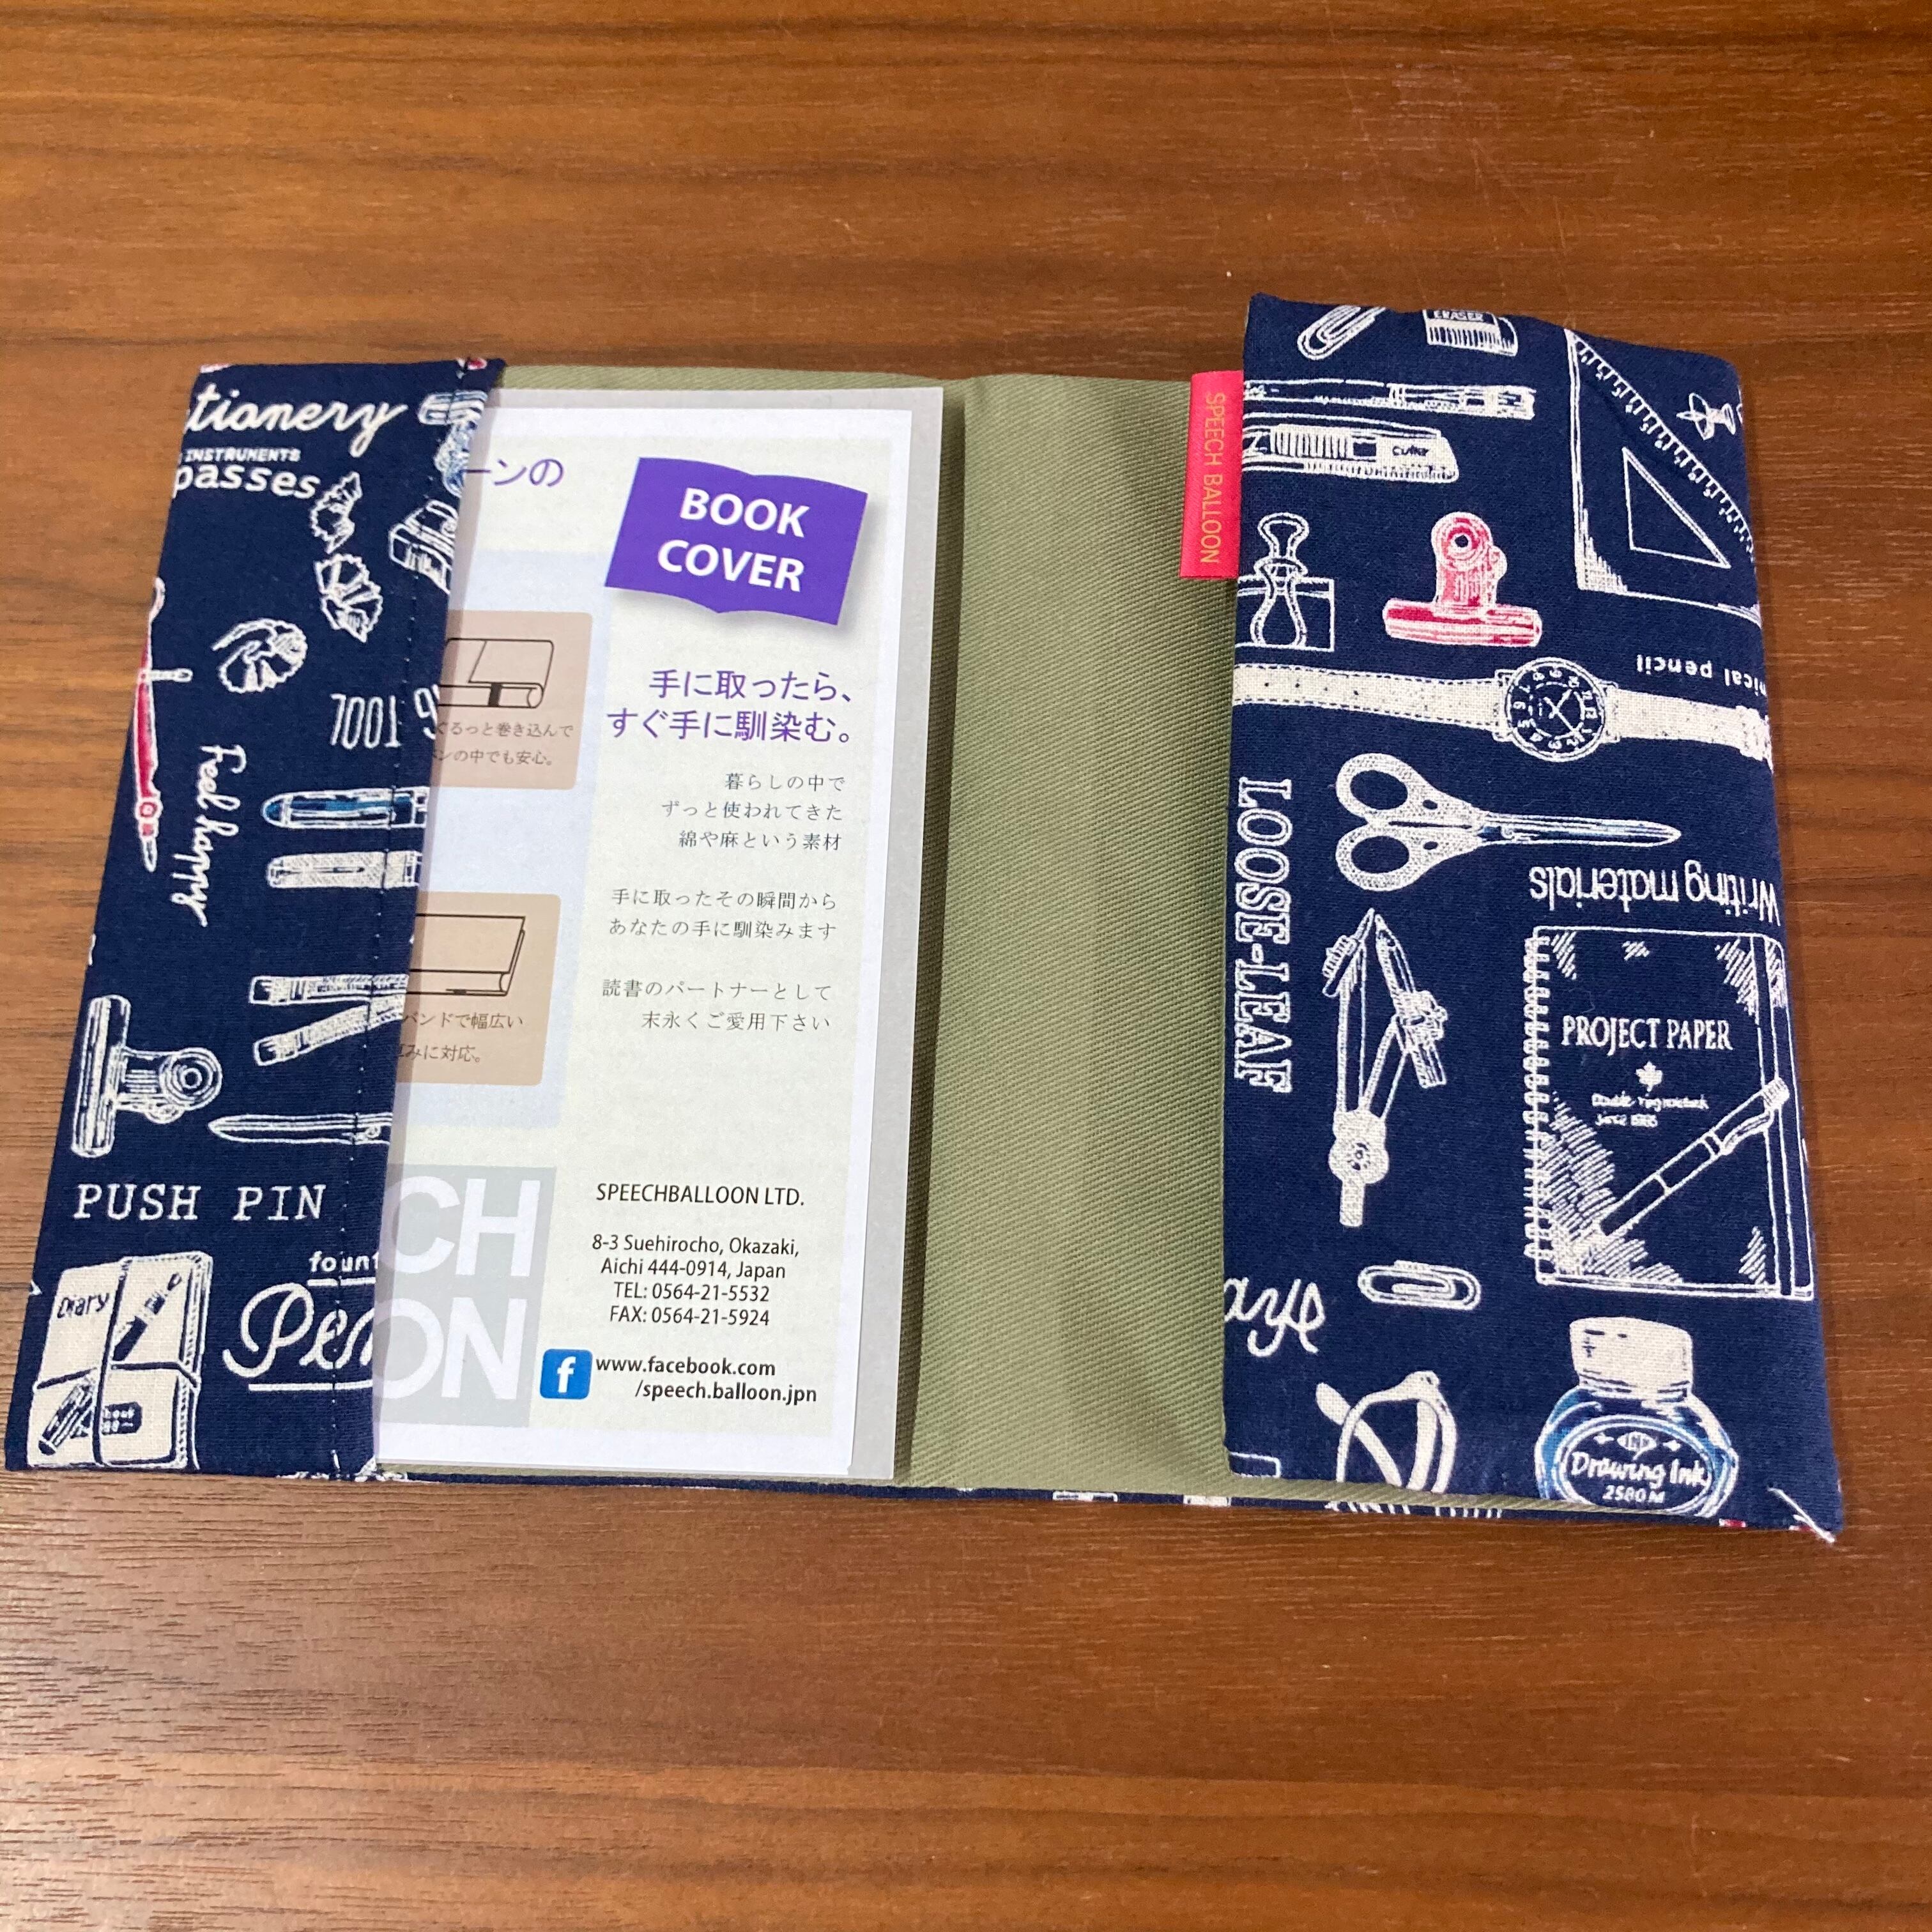 tionery
INSTRUMENTS
passes
TOOL
Feel happy
PUSH PIN
Diary
Pen
ーンの
BOOK
COVER
手に取ったら、
すぐ手に馴染む。
ぐるっと巻き込んで
の中でも安心。
暮らしの中で
ずっと使われてきた
綿や麻という素材
手に取ったその瞬間から
あなたの手に馴染みます
読書のパートナーとして
末永くご愛用下さい
バンドで幅広い
みに対応。
CH
ON
SPEECHBALLOON LTD.
8-3 Suehirocho, Okazaki,
Aichi 444-0914, Japan
TEL: 0564-21-5532
FAX: 0564-21-5924
f www.facebook.com
/speech.balloon.jpn
SPEECH BALLOON
ERASER
Cutter
nical pencil
LOOSE-LEAF
Writing materials
PROJECT PAPER
Double ring notebook
INK
Drawing Ink
2580M